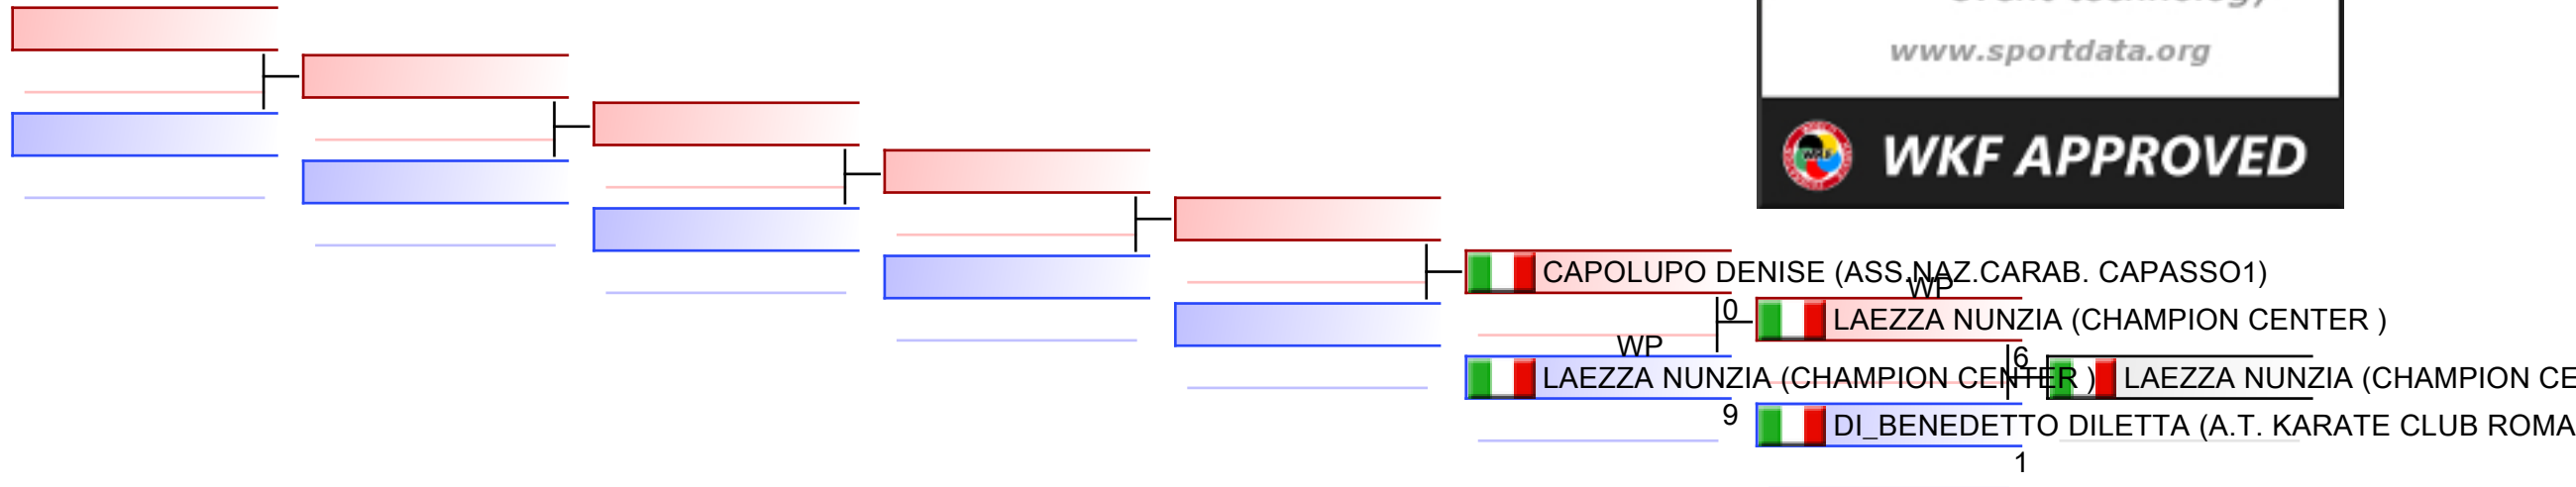 www.sportdata.org
WKF APPROVED
CAPOLUPO DENISE (ASS.NAZ.CARAB. CAPASSO1)
WP
0
LAEZZA NUNZIA (CHAMPION CENTER )
WP
6
LAEZZA NUNZIA (CHAMPION CENTER )
LAEZZA NUNZIA (CHAMPION CE
9
DI_BENEDETTO DILETTA (A.T. KARATE CLUB ROMA
1